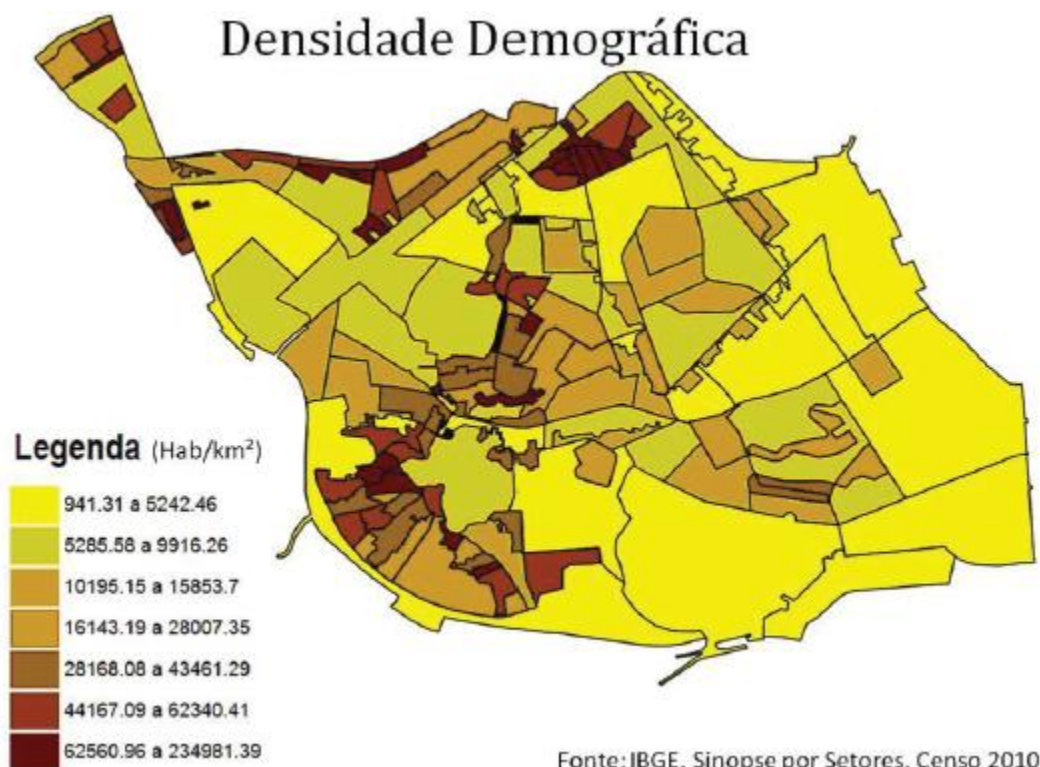 Densidade Demográfica
Legenda (Hab/km²)
941.31 a 5242.46
5285.58 a 9916.26
10195.15 a 15853.7
16143.19 a 28007.35
28168.08 a 43461.29
44167.09 a 62340.41
62560.96 a 234981.39
Fonte: IBGE, Sinopse por Setores, Censo 2010